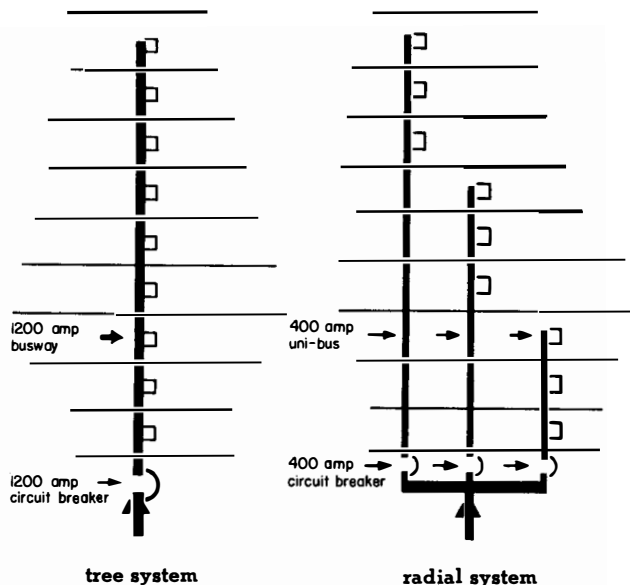 1200 amp
busway
400 amp
uni-bus
1200 amp
circuit breaker
400 amp
circuit breaker
tree system
radial system